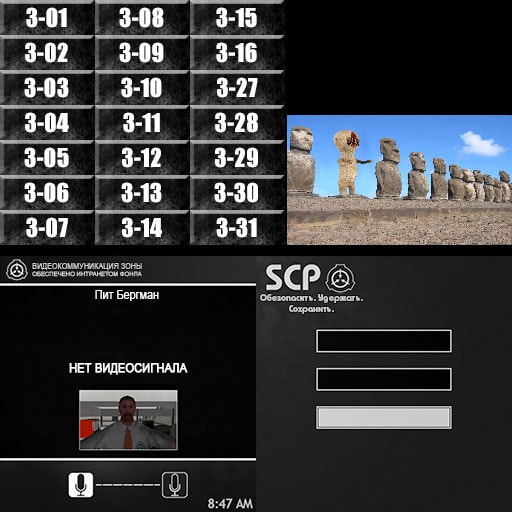 3-01 3-08 3-15
3-02 3-09 3-16
3-03 3-10 3-27
3-04 3-11 3-28
3-05 3-12 3-29
3-06 3-13 3-30
3-07 3-14 3-31
ВИДЕОКОММУНИКАЦИЯ ЗОНЫ
ОБЕСПЕЧЕНО ИНТРАНЕТОМ ФОНДА
Пит Бергман
НЕТ ВИДЕОСИГНАЛА
8:47 AM
SCP
Обезопасить. Удержать.
Сохранить.